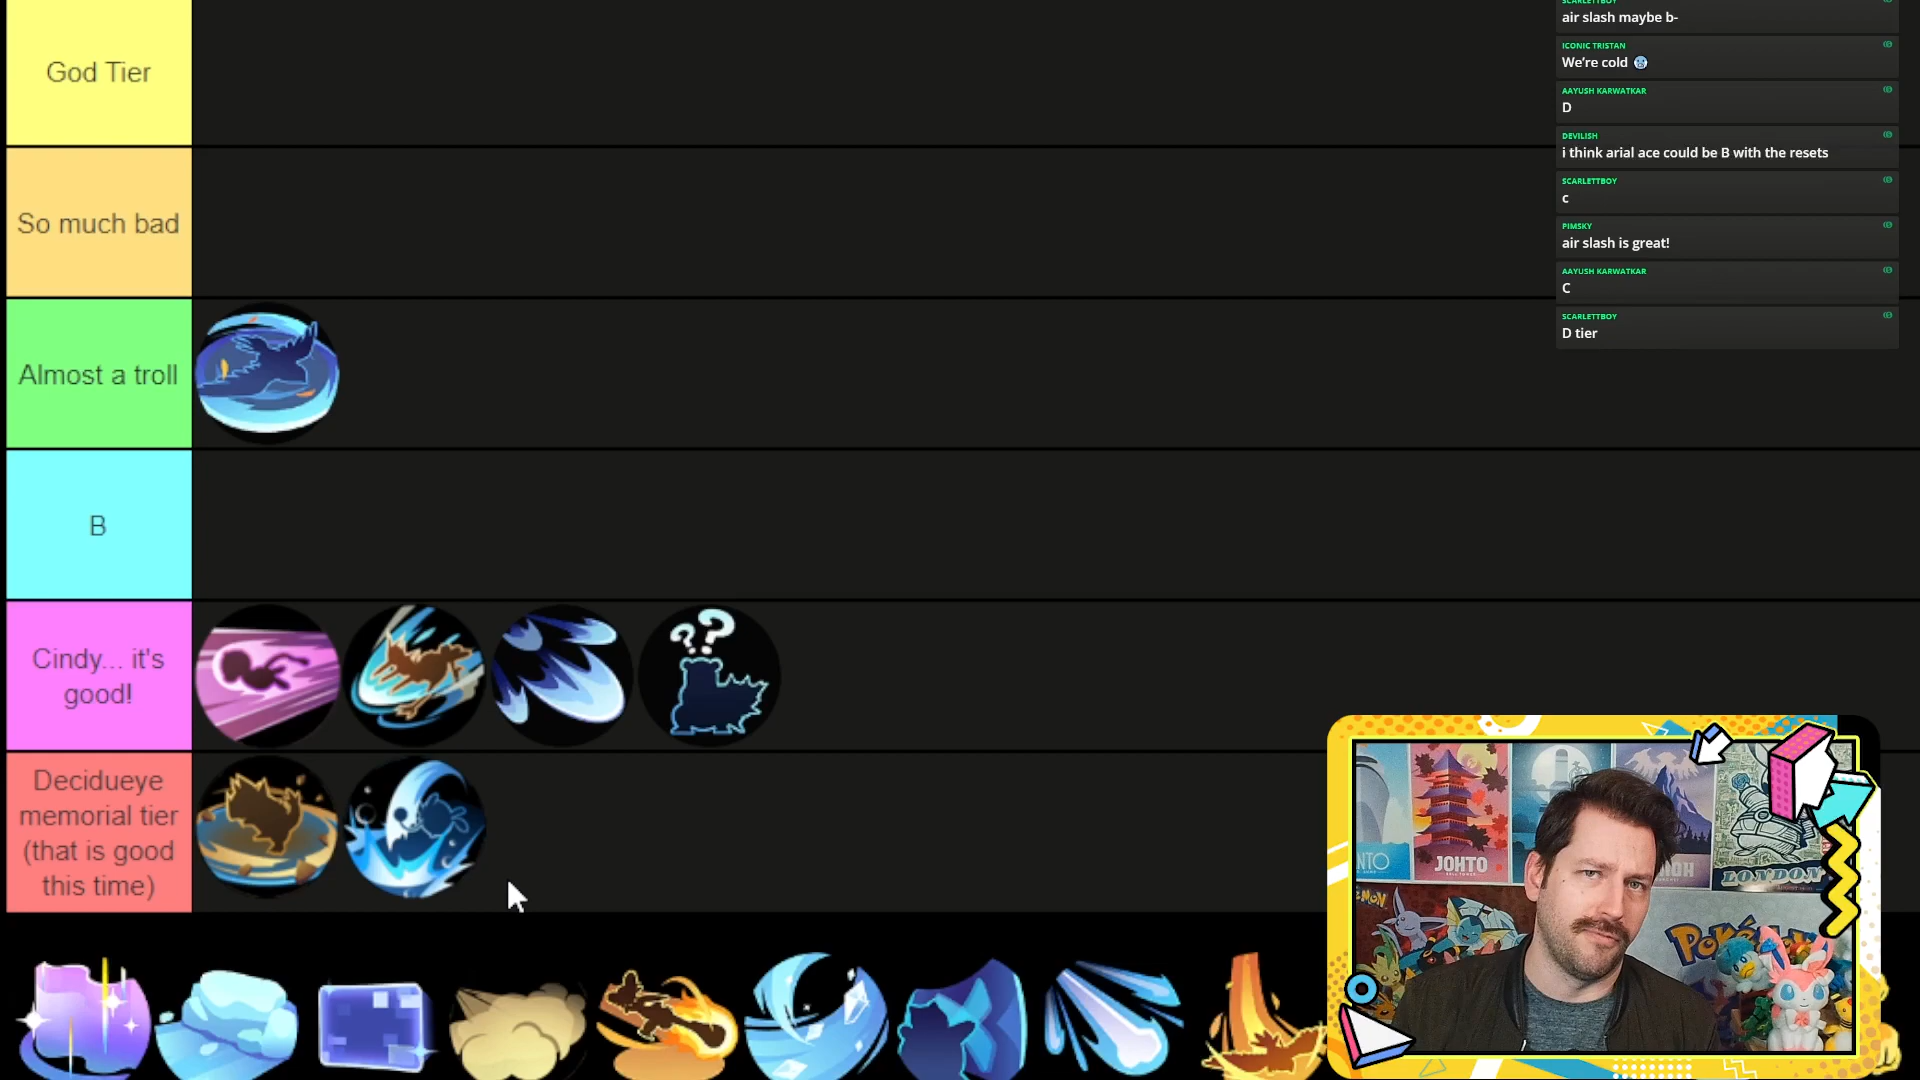 God Tier
So much bad
Almost a troll
B
Cindy... it's
good!
Decidueye
memorial tier
(that is good
this time)
? ?
SCARLETTBOY
air slash maybe b-
ICONIC TRISTAN
We're cold 🥶
AAYUSH KARWATKAR
D
DEVILISH
i think arial ace could be B with the resets
SCARLETTBOY
c
PIMSKY
air slash is great!
AAYUSH KARWATKAR
C
SCARLETTBOY
D tier
JOHTO
LONDON